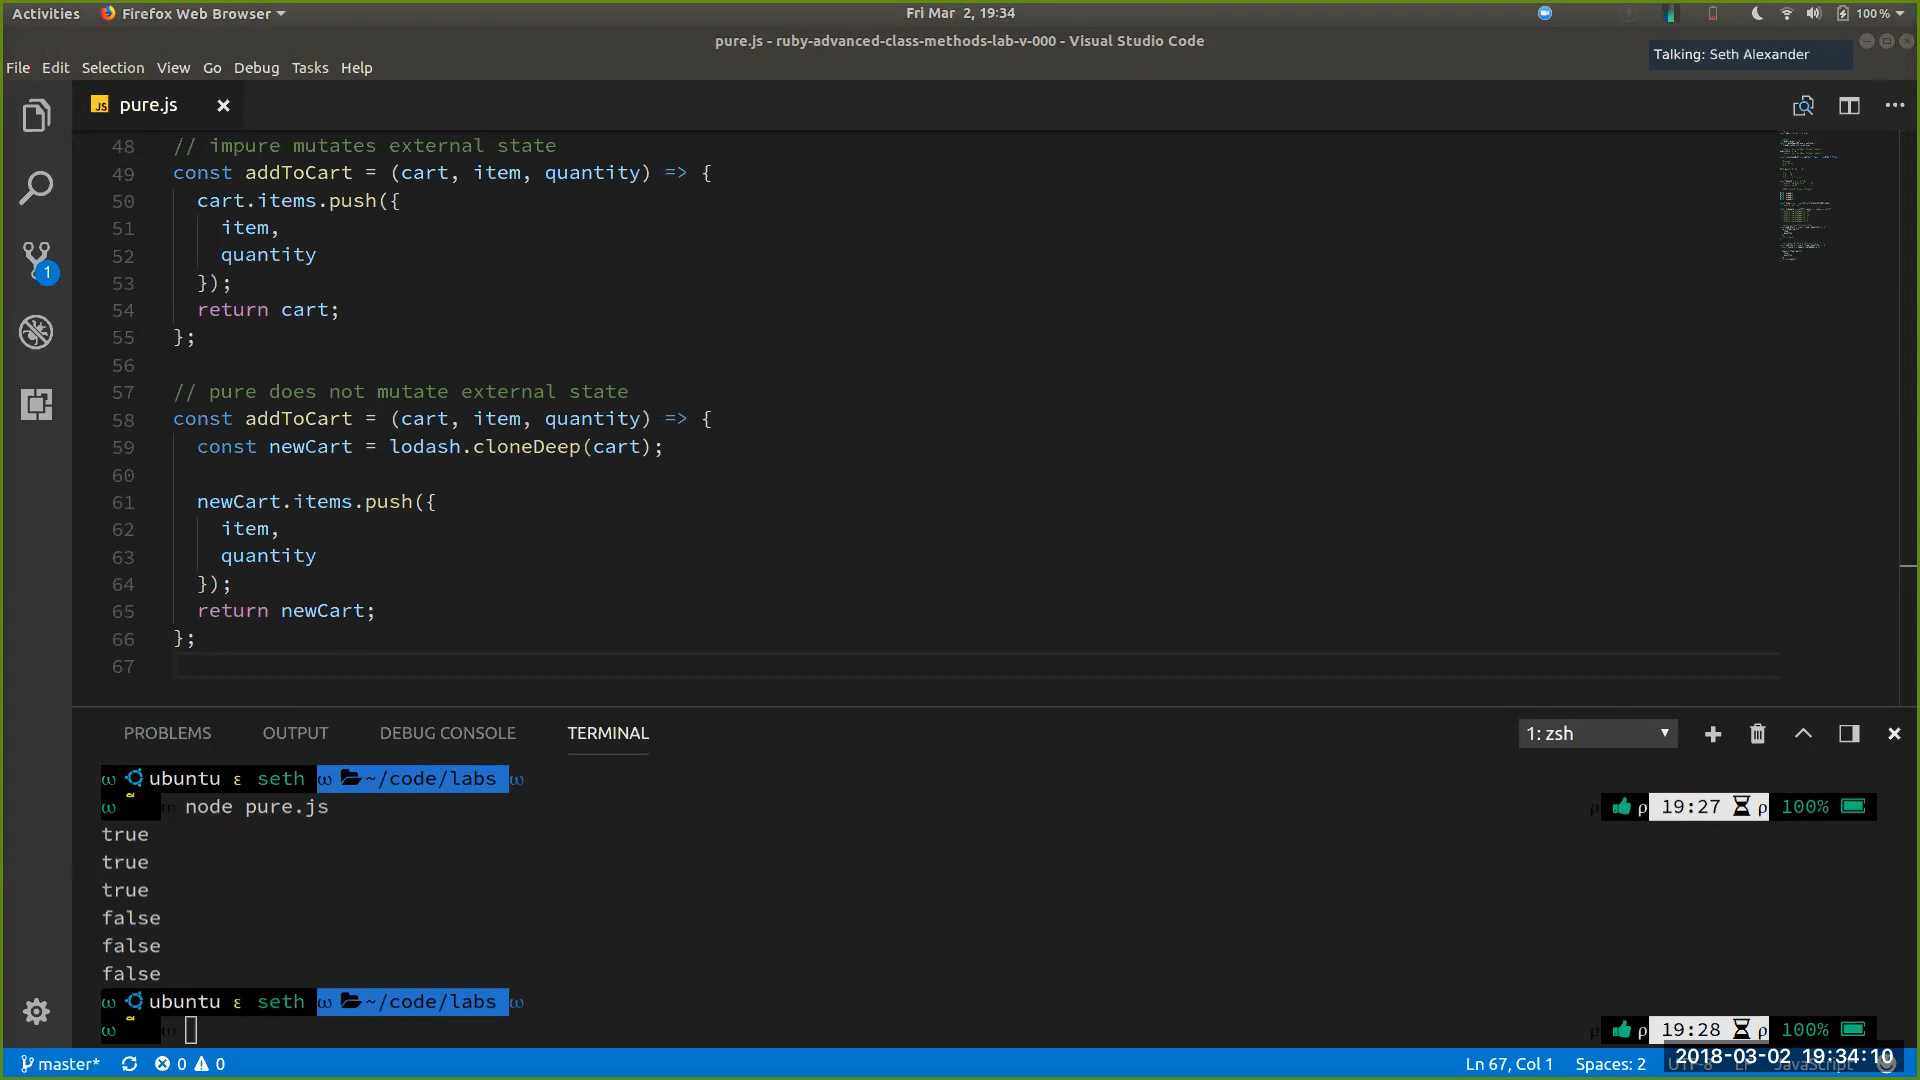 Activities Firefox Web Browser Fri Mar 2, 19:34 100 %
pure.js - ruby-advanced-class-methods-lab-v-000 - Visual Studio Code
Talking: Seth Alexander
File Edit Selection View Go Debug Tasks Help
JS pure.js
48 // impure mutates external state
49 const addToCart = (cart, item, quantity) => {
50 cart.items.push({
51 item,
52 quantity
53 });
54 return cart;
55 };
56
57 // pure does not mutate external state
58 const addToCart = (cart, item, quantity) => {
59 const newCart = lodash.cloneDeep(cart);
60
61 newCart.items.push({
62 item,
63 quantity
64 });
65 return newCart;
66 };
67
1
PROBLEMS OUTPUT DEBUG CONSOLE TERMINAL 1: zsh
ω ubuntu ε seth ω ~/code/labs ω
ω node pure.js ρ ρ 19:27 ρ 100%
true
true
true
false
false
false
ω ubuntu ε seth ω ~/code/labs ω
ω ρ ρ 19:28 ρ 100%
master* 0 0 Ln 67, Col 1 Spaces: 2 UTF-8 LF JavaScript
2018-03-02 19:34:10